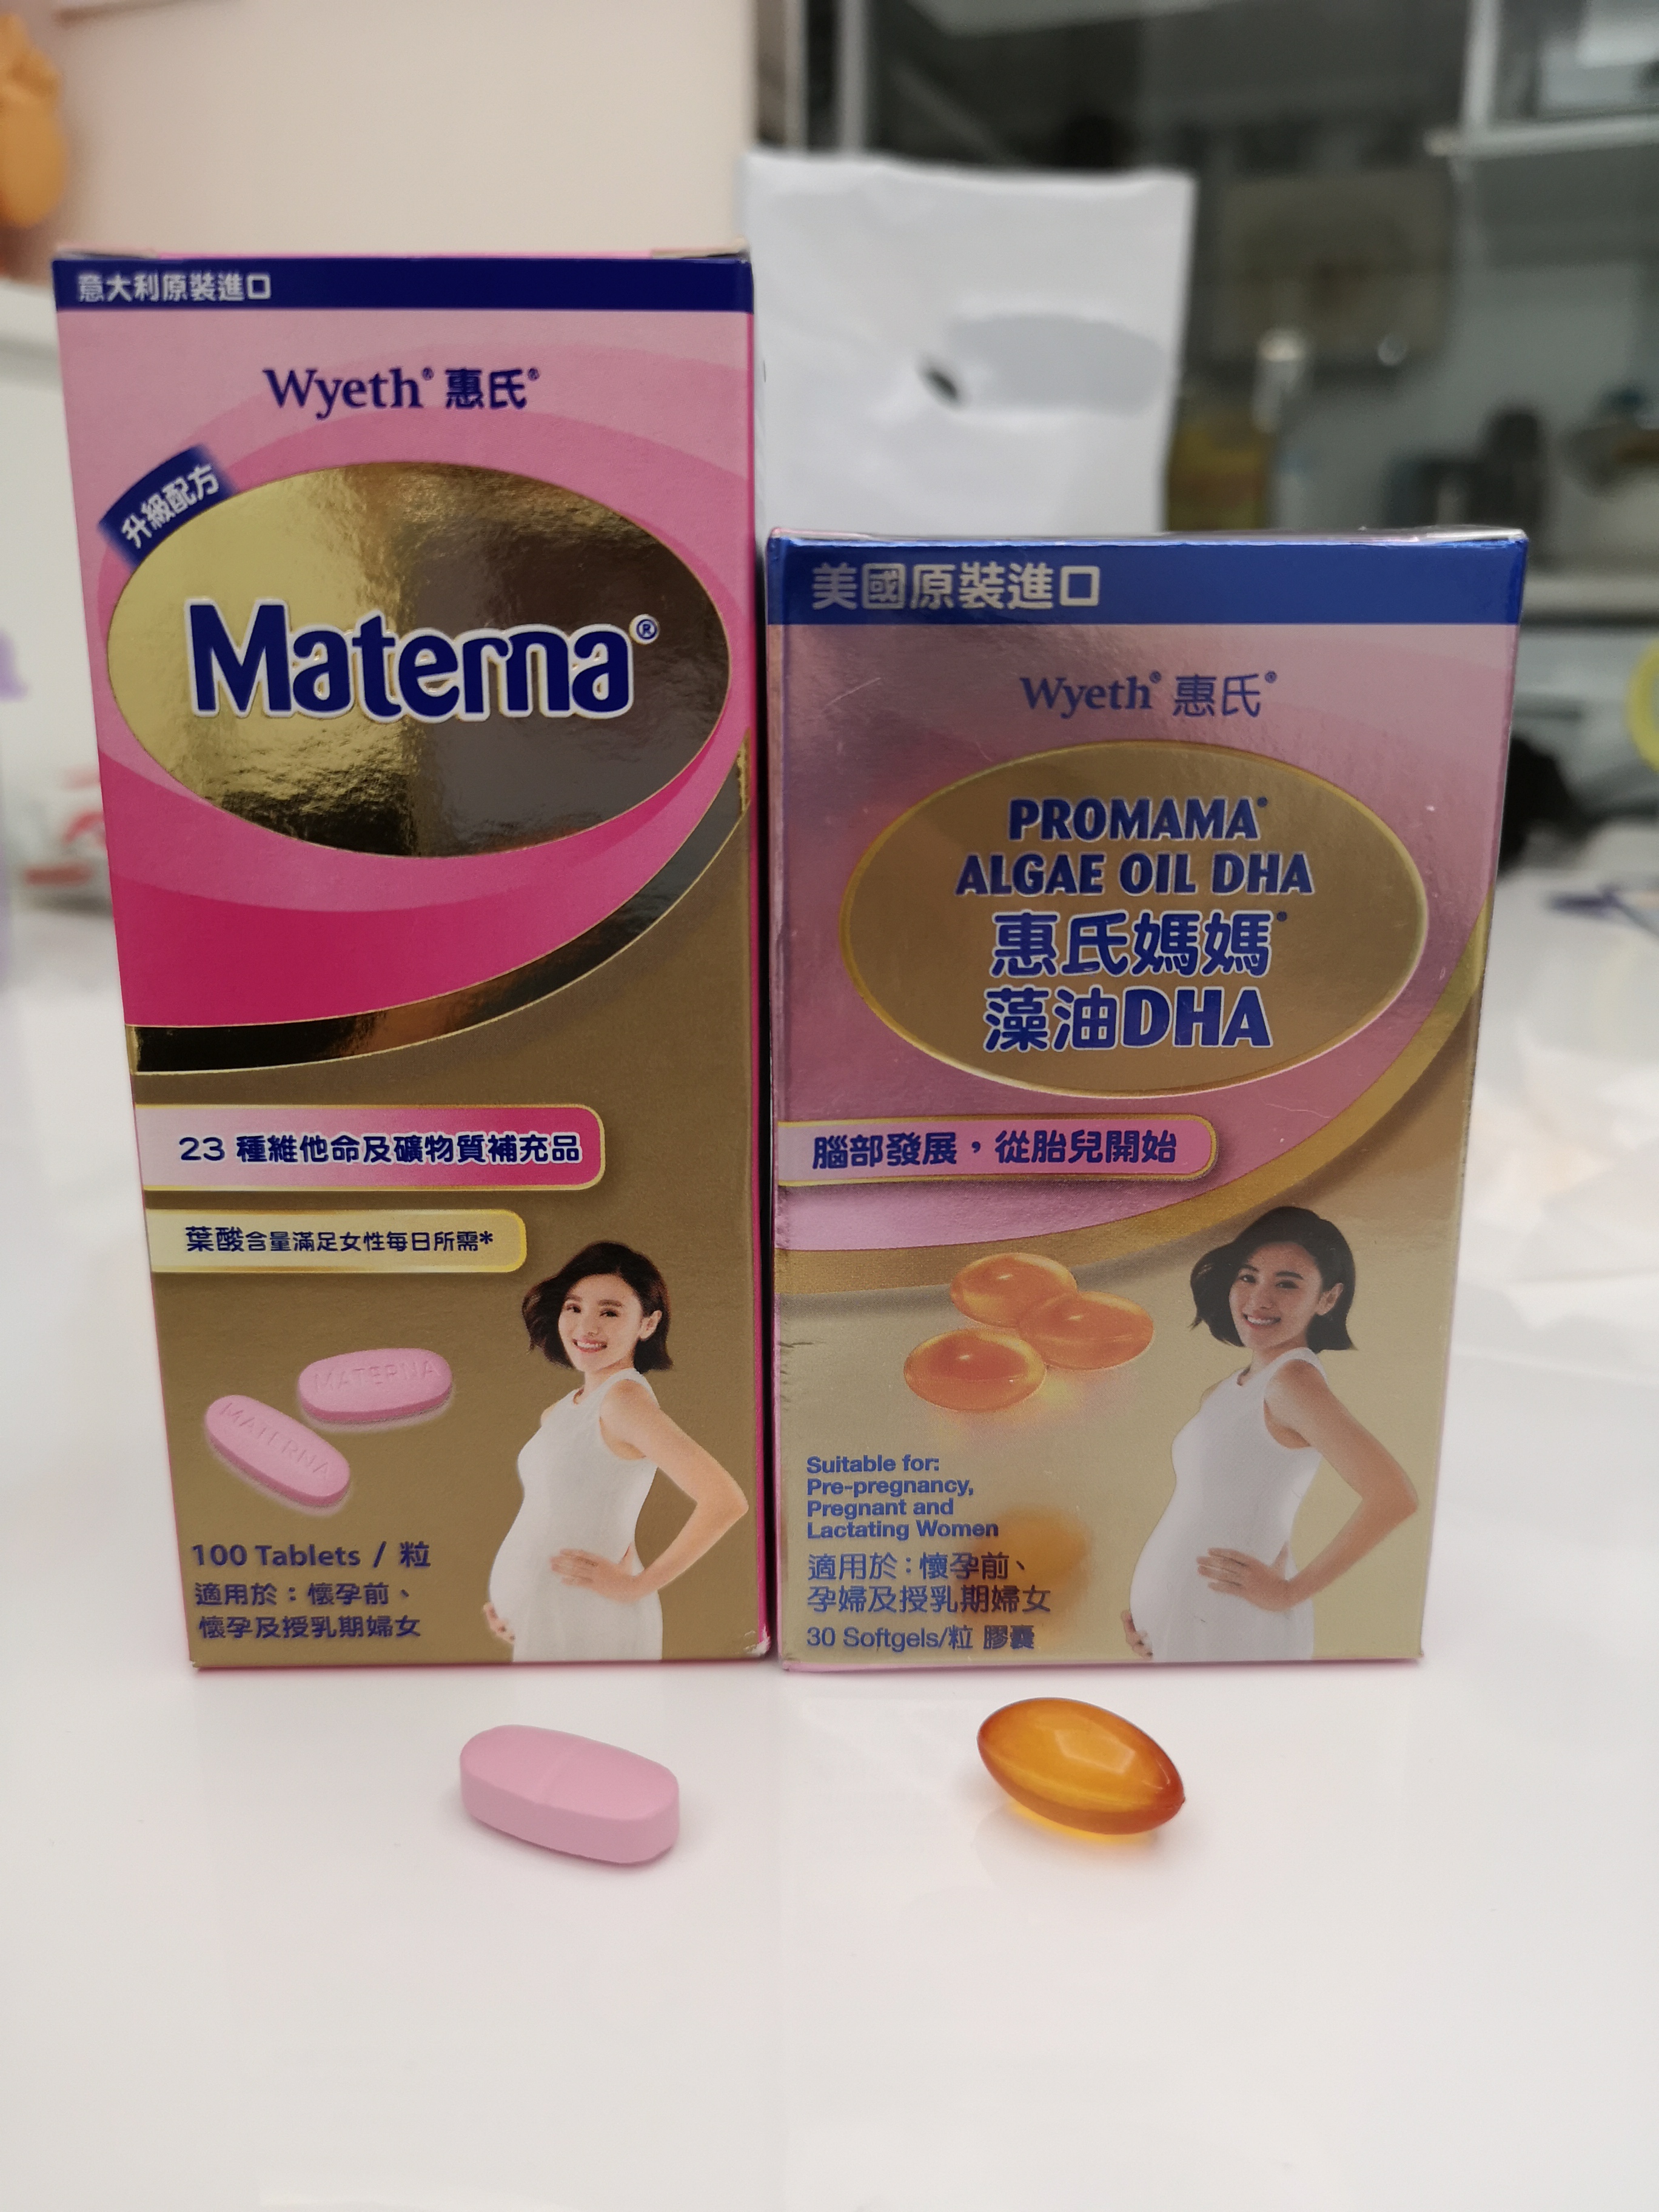 意大利原裝進口
Wyeth® 惠氏®
升級配方
Materna®
23 種維他命及礦物質補充品
葉酸含量滿足女性每日所需*
MATERNA
MATERNA
100 Tablets / 粒
適用於：懷孕前、
懷孕及授乳期婦女
美國原裝進口
Wyeth® 惠氏®
PROMAMA®
ALGAE OIL DHA
惠氏媽媽®
藻油DHA
腦部發展，從胎兒開始
Suitable for:
Pre-pregnancy,
Pregnant and
Lactating Women
適用於：懷孕前、
孕婦及授乳期婦女
30 Softgels/粒 膠囊